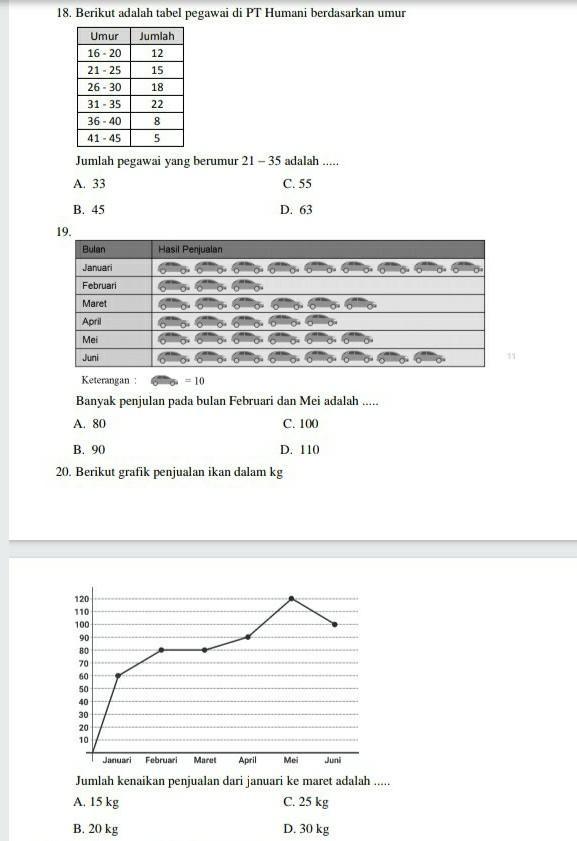 18. Berikut adalah tabel pegawai di PT Humani berdasarkan umur
Umur Jumlah
16 - 20 12
21 - 25 15
26 - 30 18
31 - 35 22
36 - 40 8
41 - 45 5
Jumlah pegawai yang berumur 21 – 35 adalah .....
A. 33 C. 55
B. 45 D. 63
19.
Bulan Hasil Penjualan
Januari
Februari
Maret
April
Mei
Juni
11
Keterangan : = 10
Banyak penjulan pada bulan Februari dan Mei adalah .....
A. 80 C. 100
B. 90 D. 110
20. Berikut grafik penjualan ikan dalam kg
120
110
100
90
80
70
60
50
40
30
20
10
Januari Februari Maret April Mei Juni
Jumlah kenaikan penjualan dari januari ke maret adalah .....
A. 15 kg C. 25 kg
B. 20 kg D. 30 kg